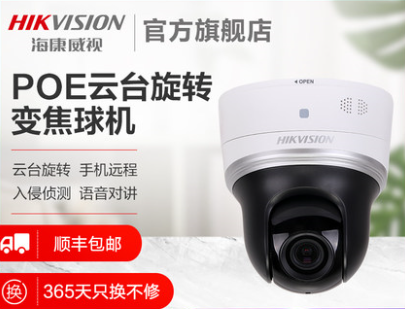 HIKVISION
海康威视
官方旗舰店
POE云台旋转
变焦球机
云台旋转 手机远程
入侵侦测 语音对讲
顺丰包邮
换 365天只换不修
OPEN
HIKVISION